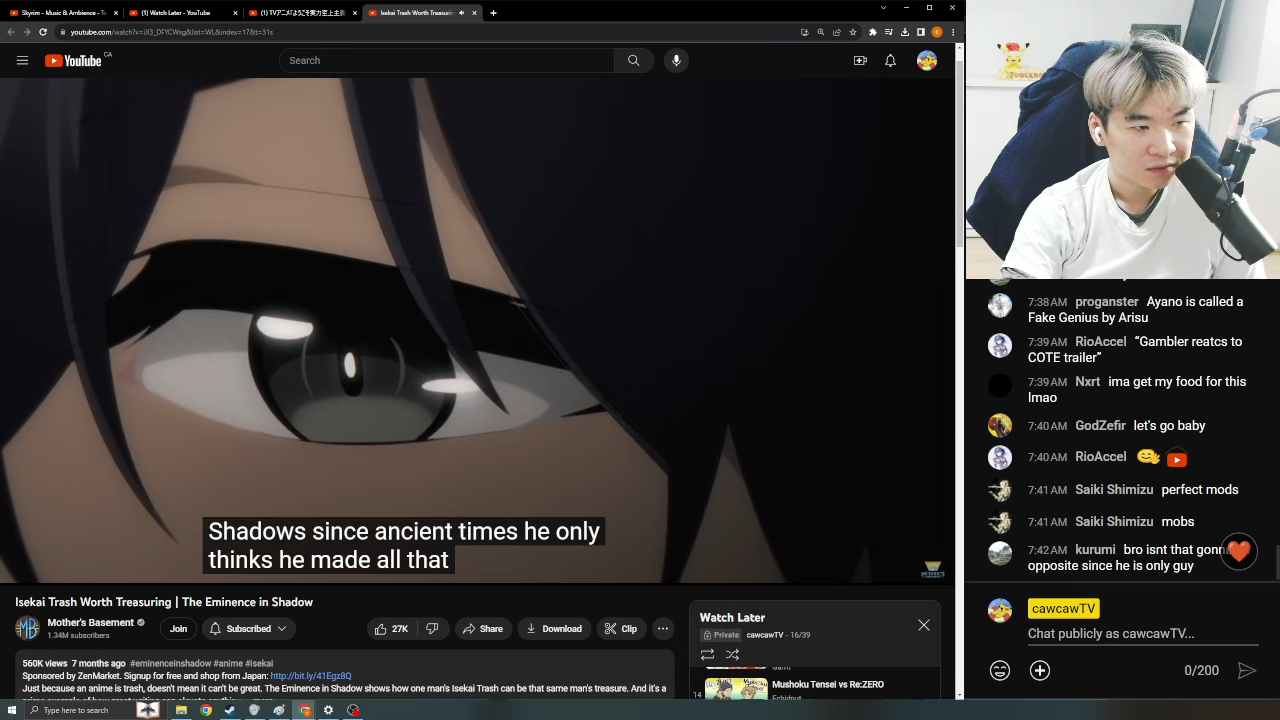 Skyrim - Music & Ambience - 
(1) Watch Later - YouTube
(1) TVアニメ『ようこそ実力至上主義
Isekai Trash Worth Treasuring
youtube.com/watch?v=iX3_DFYCWsg&list=WL&index=17&t=31s
YouTube CA
Search
TOBLERO
Shadows since ancient times he only
thinks he made all that
Isekai Trash Worth Treasuring | The Eminence in Shadow
Mother's Basement
1.34M subscribers
Join
Subscribed
27K
Share
Download
Clip
560K views 7 months ago #eminenceinshadow #anime #isekai
Sponsored by ZenMarket. Signup for free and shop from Japan: http://bit.ly/41Egz8Q
Just because an anime is trash, doesn't mean it can't be great. The Eminence in Shadow shows how one man's Isekai Trash can be that same man's treasure. And it's a
Watch Later
Private cawcawTV - 16/39
14
Mushoku Tensei vs Re:ZERO
7:38 AM proganster Ayano is called a
Fake Genius by Arisu
7:39 AM RioAccel “Gambler reatcs to
COTE trailer”
7:39 AM Nxrt ima get my food for this
lmao
7:40 AM GodZefir let's go baby
7:40 AM RioAccel
7:41 AM Saiki Shimizu perfect mods
7:41 AM Saiki Shimizu mobs
7:42 AM kurumi bro isnt that gonn
opposite since he is only guy
cawcawTV
Chat publicly as cawcawTV...
0/200
Type here to search